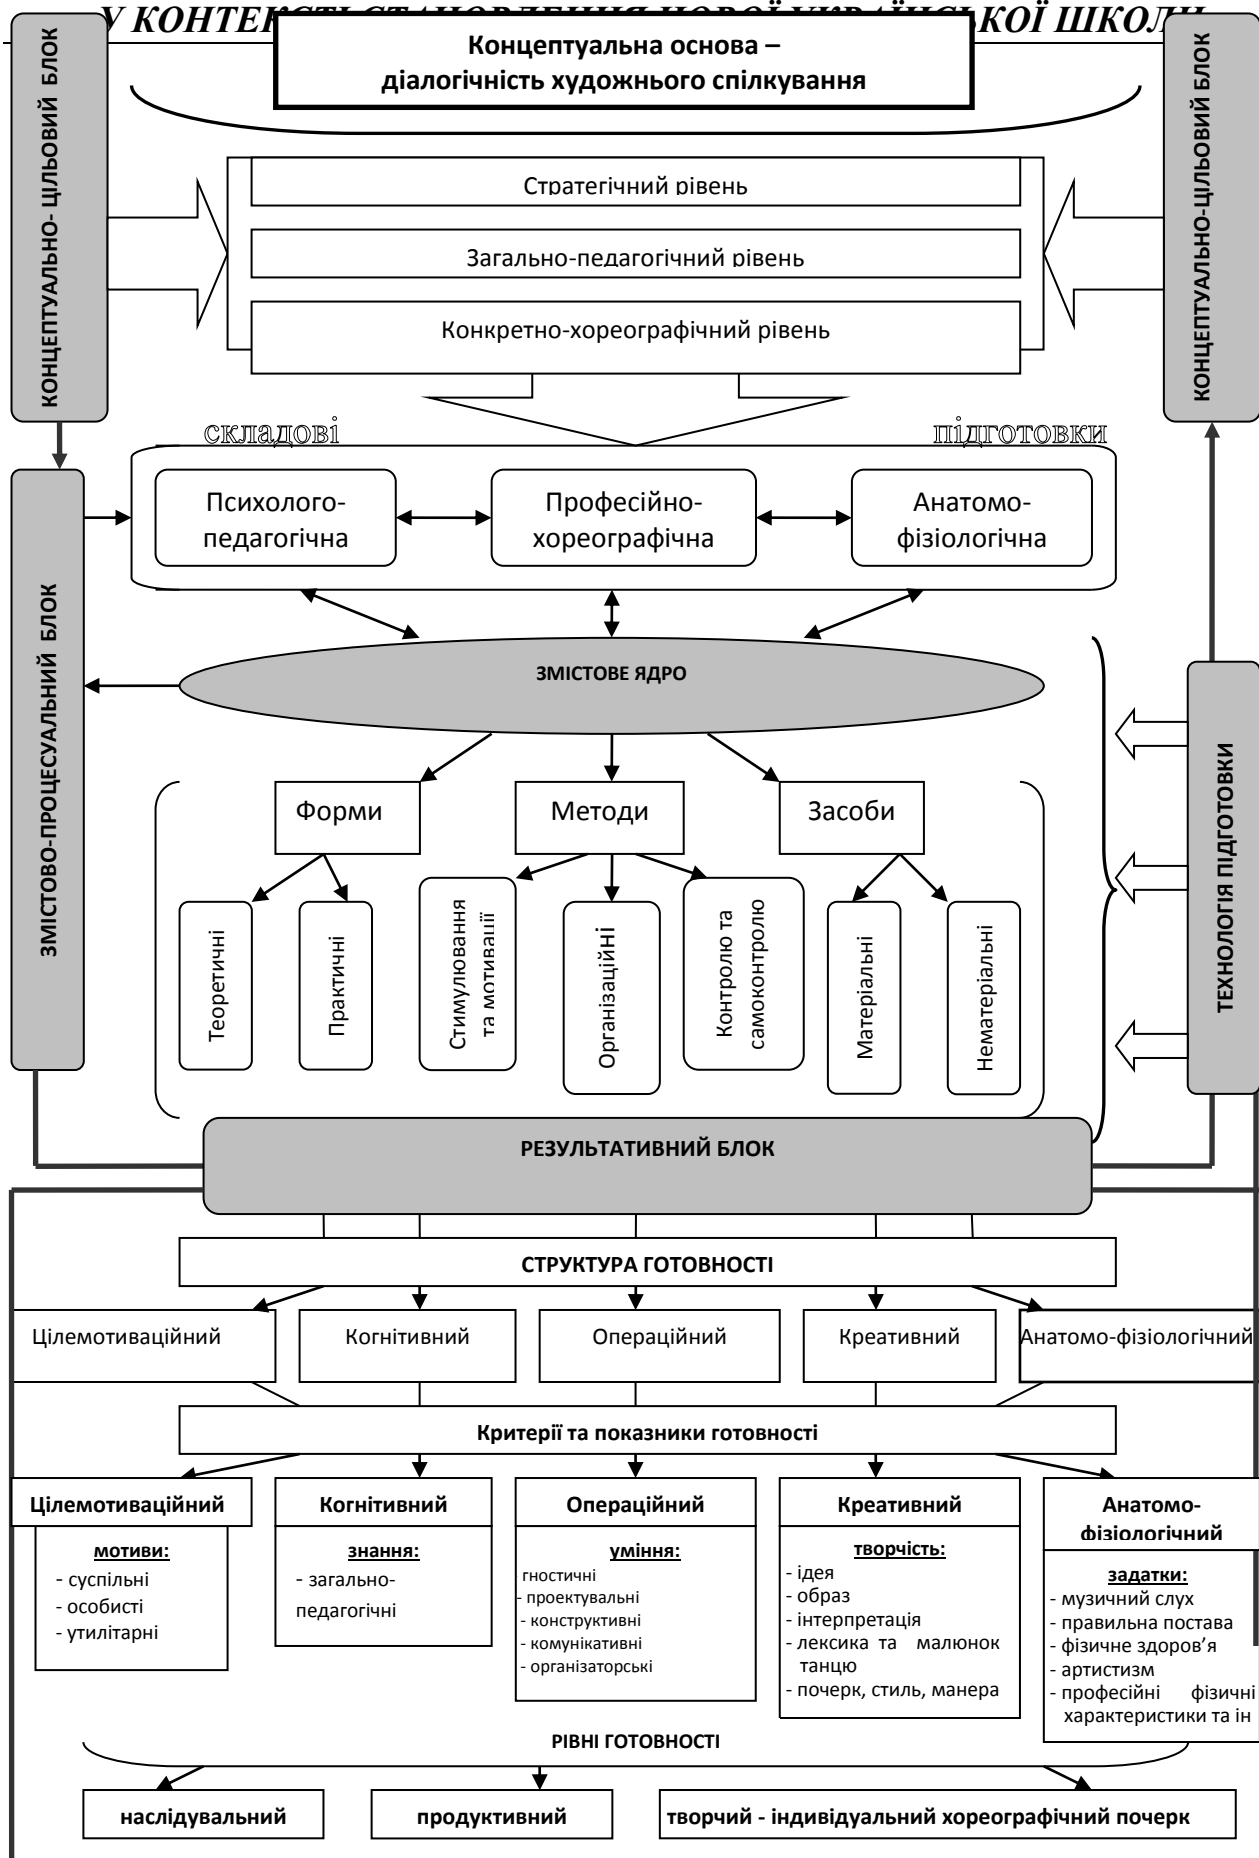 У КОНТЕКСТІ СТАНОВЛЕННЯ НОВОЇ УКРАЇНСЬКОЇ ШКОЛИ
Концептуальна основа –
діалогічність художнього спілкування
КОНЦЕПТУАЛЬНО- ЦІЛЬОВИЙ БЛОК
КОНЦЕПТУАЛЬНО-ЦІЛЬОВИЙ БЛОК
Стратегічний рівень
Загально-педагогічний рівень
Конкретно-хореографічний рівень
складові підготовки
Психолого-
педагогічна
Професійно-
хореографічна
Анатомо-
фізіологічна
ЗМІСТОВО-ПРОЦЕСУАЛЬНИЙ БЛОК
ЗМІСТОВЕ ЯДРО
ТЕХНОЛОГІЯ ПІДГОТОВКИ
Форми
Методи
Засоби
Теоретичні
Практичні
Стимулювання
та мотивації
Організаційні
Контролю та
самоконтролю
Матеріальні
Нематеріальні
РЕЗУЛЬТАТИВНИЙ БЛОК
СТРУКТУРА ГОТОВНОСТІ
Цілемотиваційний
Когнітивний
Операційний
Креативний
Анатомо-фізіологічний
Критерії та показники готовності
Цілемотиваційний
мотиви:
- суспільні
- особисті
- утилітарні
Когнітивний
знання:
- загально-
педагогічні
Операційний
уміння:
гностичні
- проектувальні
- конструктивні
- комунікативні
- організаторські
Креативний
творчість:
- ідея
- образ
- інтерпретація
- лексика та малюнок
танцю
- почерк, стиль, манера
Анатомо-
фізіологічний
задатки:
- музичний слух
- правильна постава
- фізичне здоров’я
- артистизм
- професійні фізичні
характеристики та ін
РІВНІ ГОТОВНОСТІ
наслідувальний
продуктивний
творчий - індивідуальний хореографічний почерк